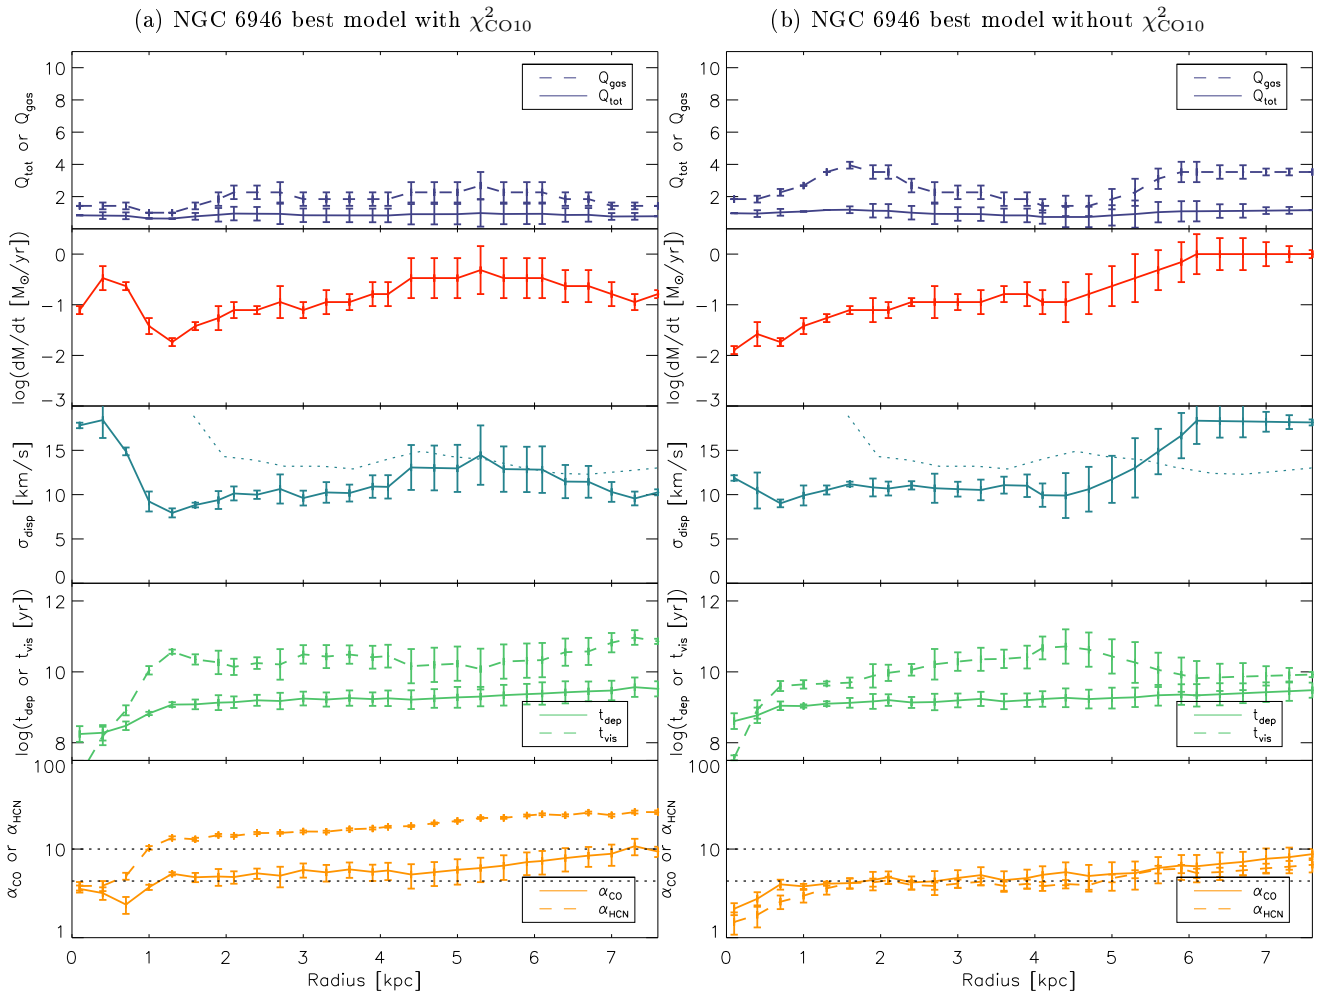 (a) NGC 6946 best model with χ²CO10
(b) NGC 6946 best model without χ²CO10
Qtot or Qgas
10
8
6
4
2
Qgas
Qtot
log(dM/dt [M⊙/yr])
0
−1
−2
−3
σdisp [km/s]
15
10
5
0
log(tdep or tvis [yr])
12
10
8
tdep
tvis
αCO or αHCN
100
10
1
αCO
αHCN
0 1 2 3 4 5 6 7
Radius [kpc]
Qtot or Qgas
10
8
6
4
2
Qgas
Qtot
log(dM/dt [M⊙/yr])
0
−1
−2
−3
σdisp [km/s]
15
10
5
0
log(tdep or tvis [yr])
12
10
8
tdep
tvis
αCO or αHCN
100
10
1
αCO
αHCN
0 1 2 3 4 5 6 7
Radius [kpc]